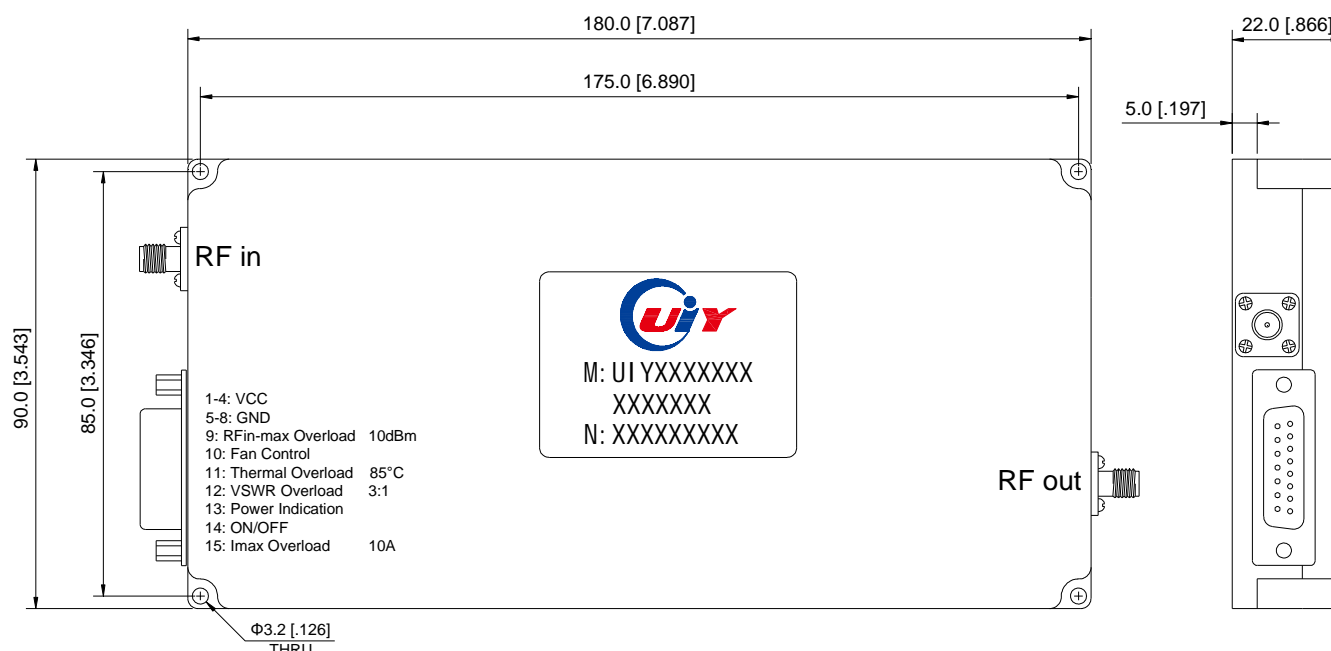 180.0 [7.087]
22.0 [.866]
175.0 [6.890]
5.0 [.197]
90.0 [3.543]
85.0 [3.346]
RF in
UiY
M: UIYXXXXXXX
XXXXXXX
N: XXXXXXXXX
1-4: VCC
5-8: GND
9: RFin-max Overload 10dBm
10: Fan Control
11: Thermal Overload 85°C
12: VSWR Overload 3:1
13: Power Indication
14: ON/OFF
15: Imax Overload 10A
RF out
Φ3.2 [.126]
THRU